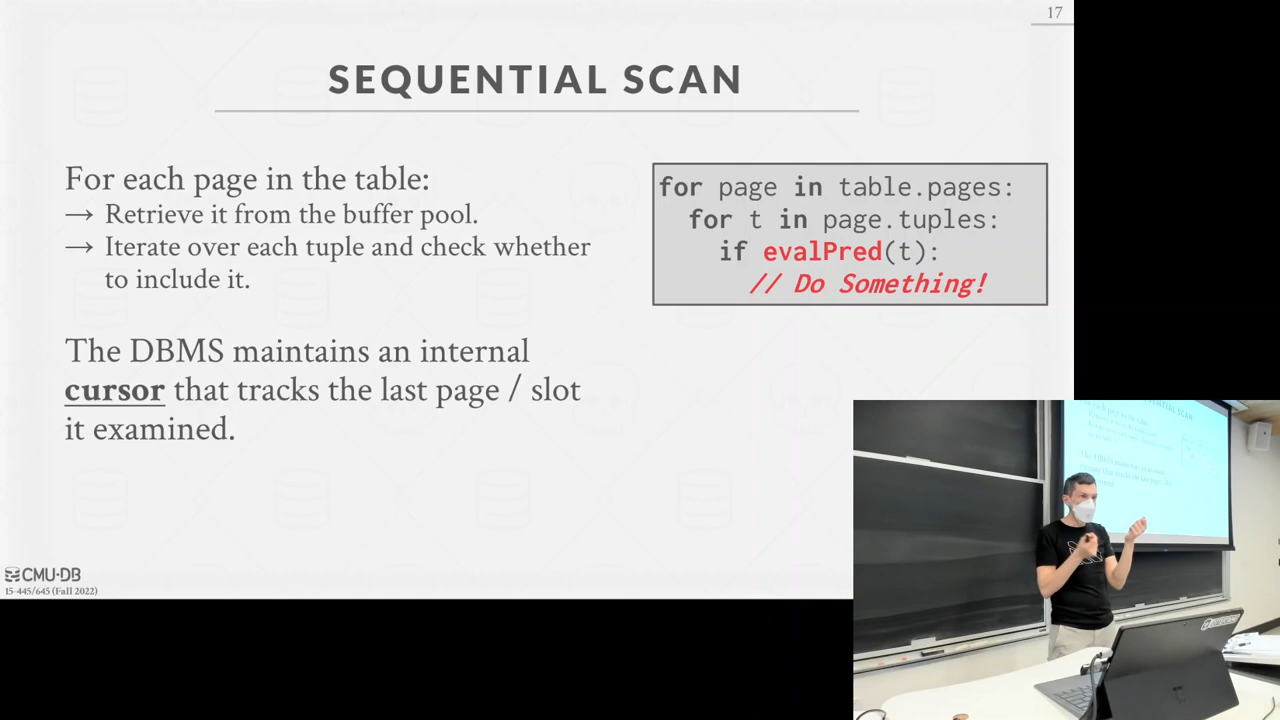 17
SEQUENTIAL SCAN
For each page in the table:
→ Retrieve it from the buffer pool.
→ Iterate over each tuple and check whether
to include it.
The DBMS maintains an internal
cursor that tracks the last page / slot
it examined.
for page in table.pages:
for t in page.tuples:
if evalPred(t):
// Do Something!
CMU·DB
15-445/645 (Fall 2022)